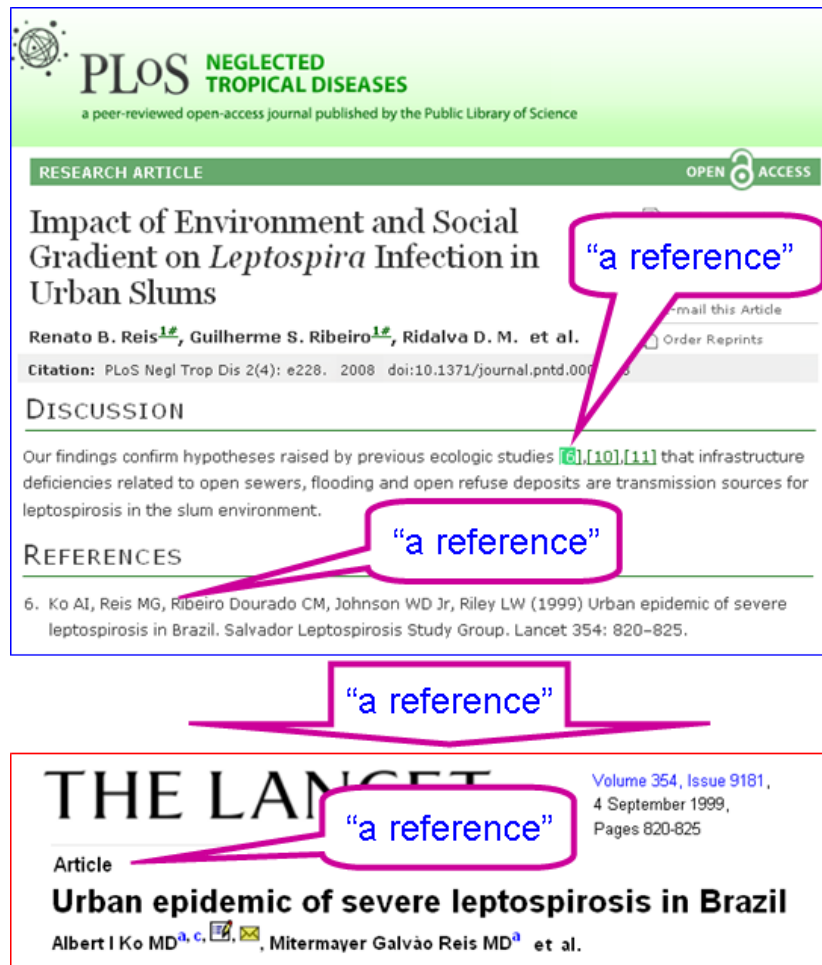 PLoS NEGLECTED
TROPICAL DISEASES
a peer-reviewed open-access journal published by the Public Library of Science
RESEARCH ARTICLE
OPEN ACCESS
Impact of Environment and Social
Gradient on Leptospira Infection in
Urban Slums
"a reference"
-mail this Article
Order Reprints
Renato B. Reis1#, Guilherme S. Ribeiro1#, Ridalva D. M. et al.
Citation: PLoS Negl Trop Dis 2(4): e228. 2008 doi:10.1371/journal.pntd.000
DISCUSSION
Our findings confirm hypotheses raised by previous ecologic studies [6],[10],[11] that infrastructure
deficiencies related to open sewers, flooding and open refuse deposits are transmission sources for
leptospirosis in the slum environment.
"a reference"
REFERENCES
6. Ko AI, Reis MG, Ribeiro Dourado CM, Johnson WD Jr, Riley LW (1999) Urban epidemic of severe
leptospirosis in Brazil. Salvador Leptospirosis Study Group. Lancet 354: 820–825.
"a reference"
THE LANCET
Volume 354, Issue 9181,
4 September 1999,
Pages 820-825
"a reference"
Article
Urban epidemic of severe leptospirosis in Brazil
Albert I Ko MDa, c, , Mitermayer Galvão Reis MDa et al.